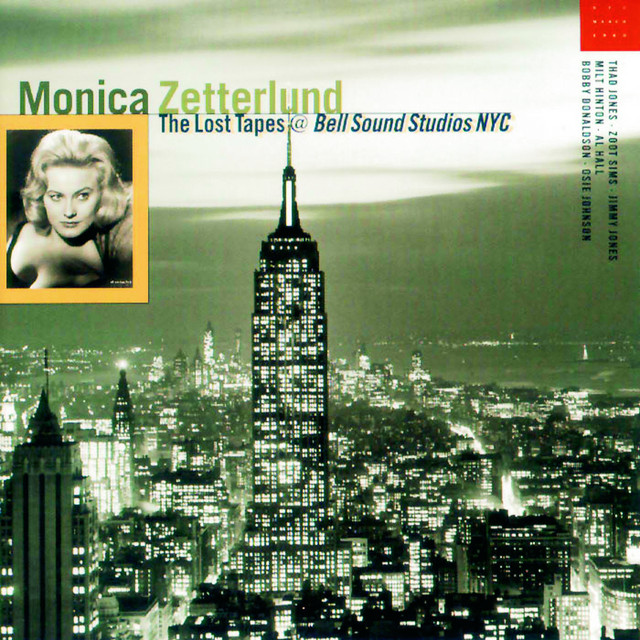 Monica Zetterlund
The Lost Tapes @ Bell Sound Studios NYC
THAD JONES - ZOOT SIMS - JIMMY JONES
MILT HINTON - AL HALL
BOBBY DONALDSON - OSIE JOHNSON